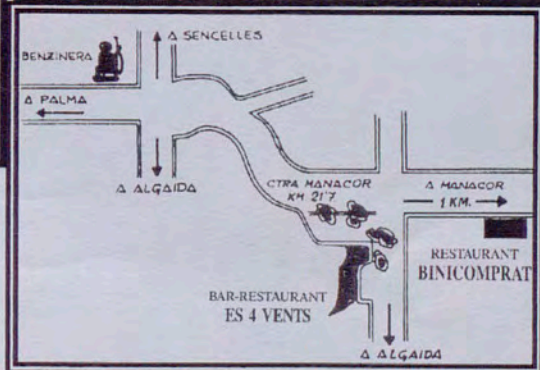 A SENCELLES
BENZINERA
A PALMA
A ALGAIDA
CTRA MANACOR
KM 21'7
A MANACOR
1 KM.
RESTAURANT
BINICOMPRAT
BAR-RESTAURANT
ES 4 VENTS
A ALGAIDA